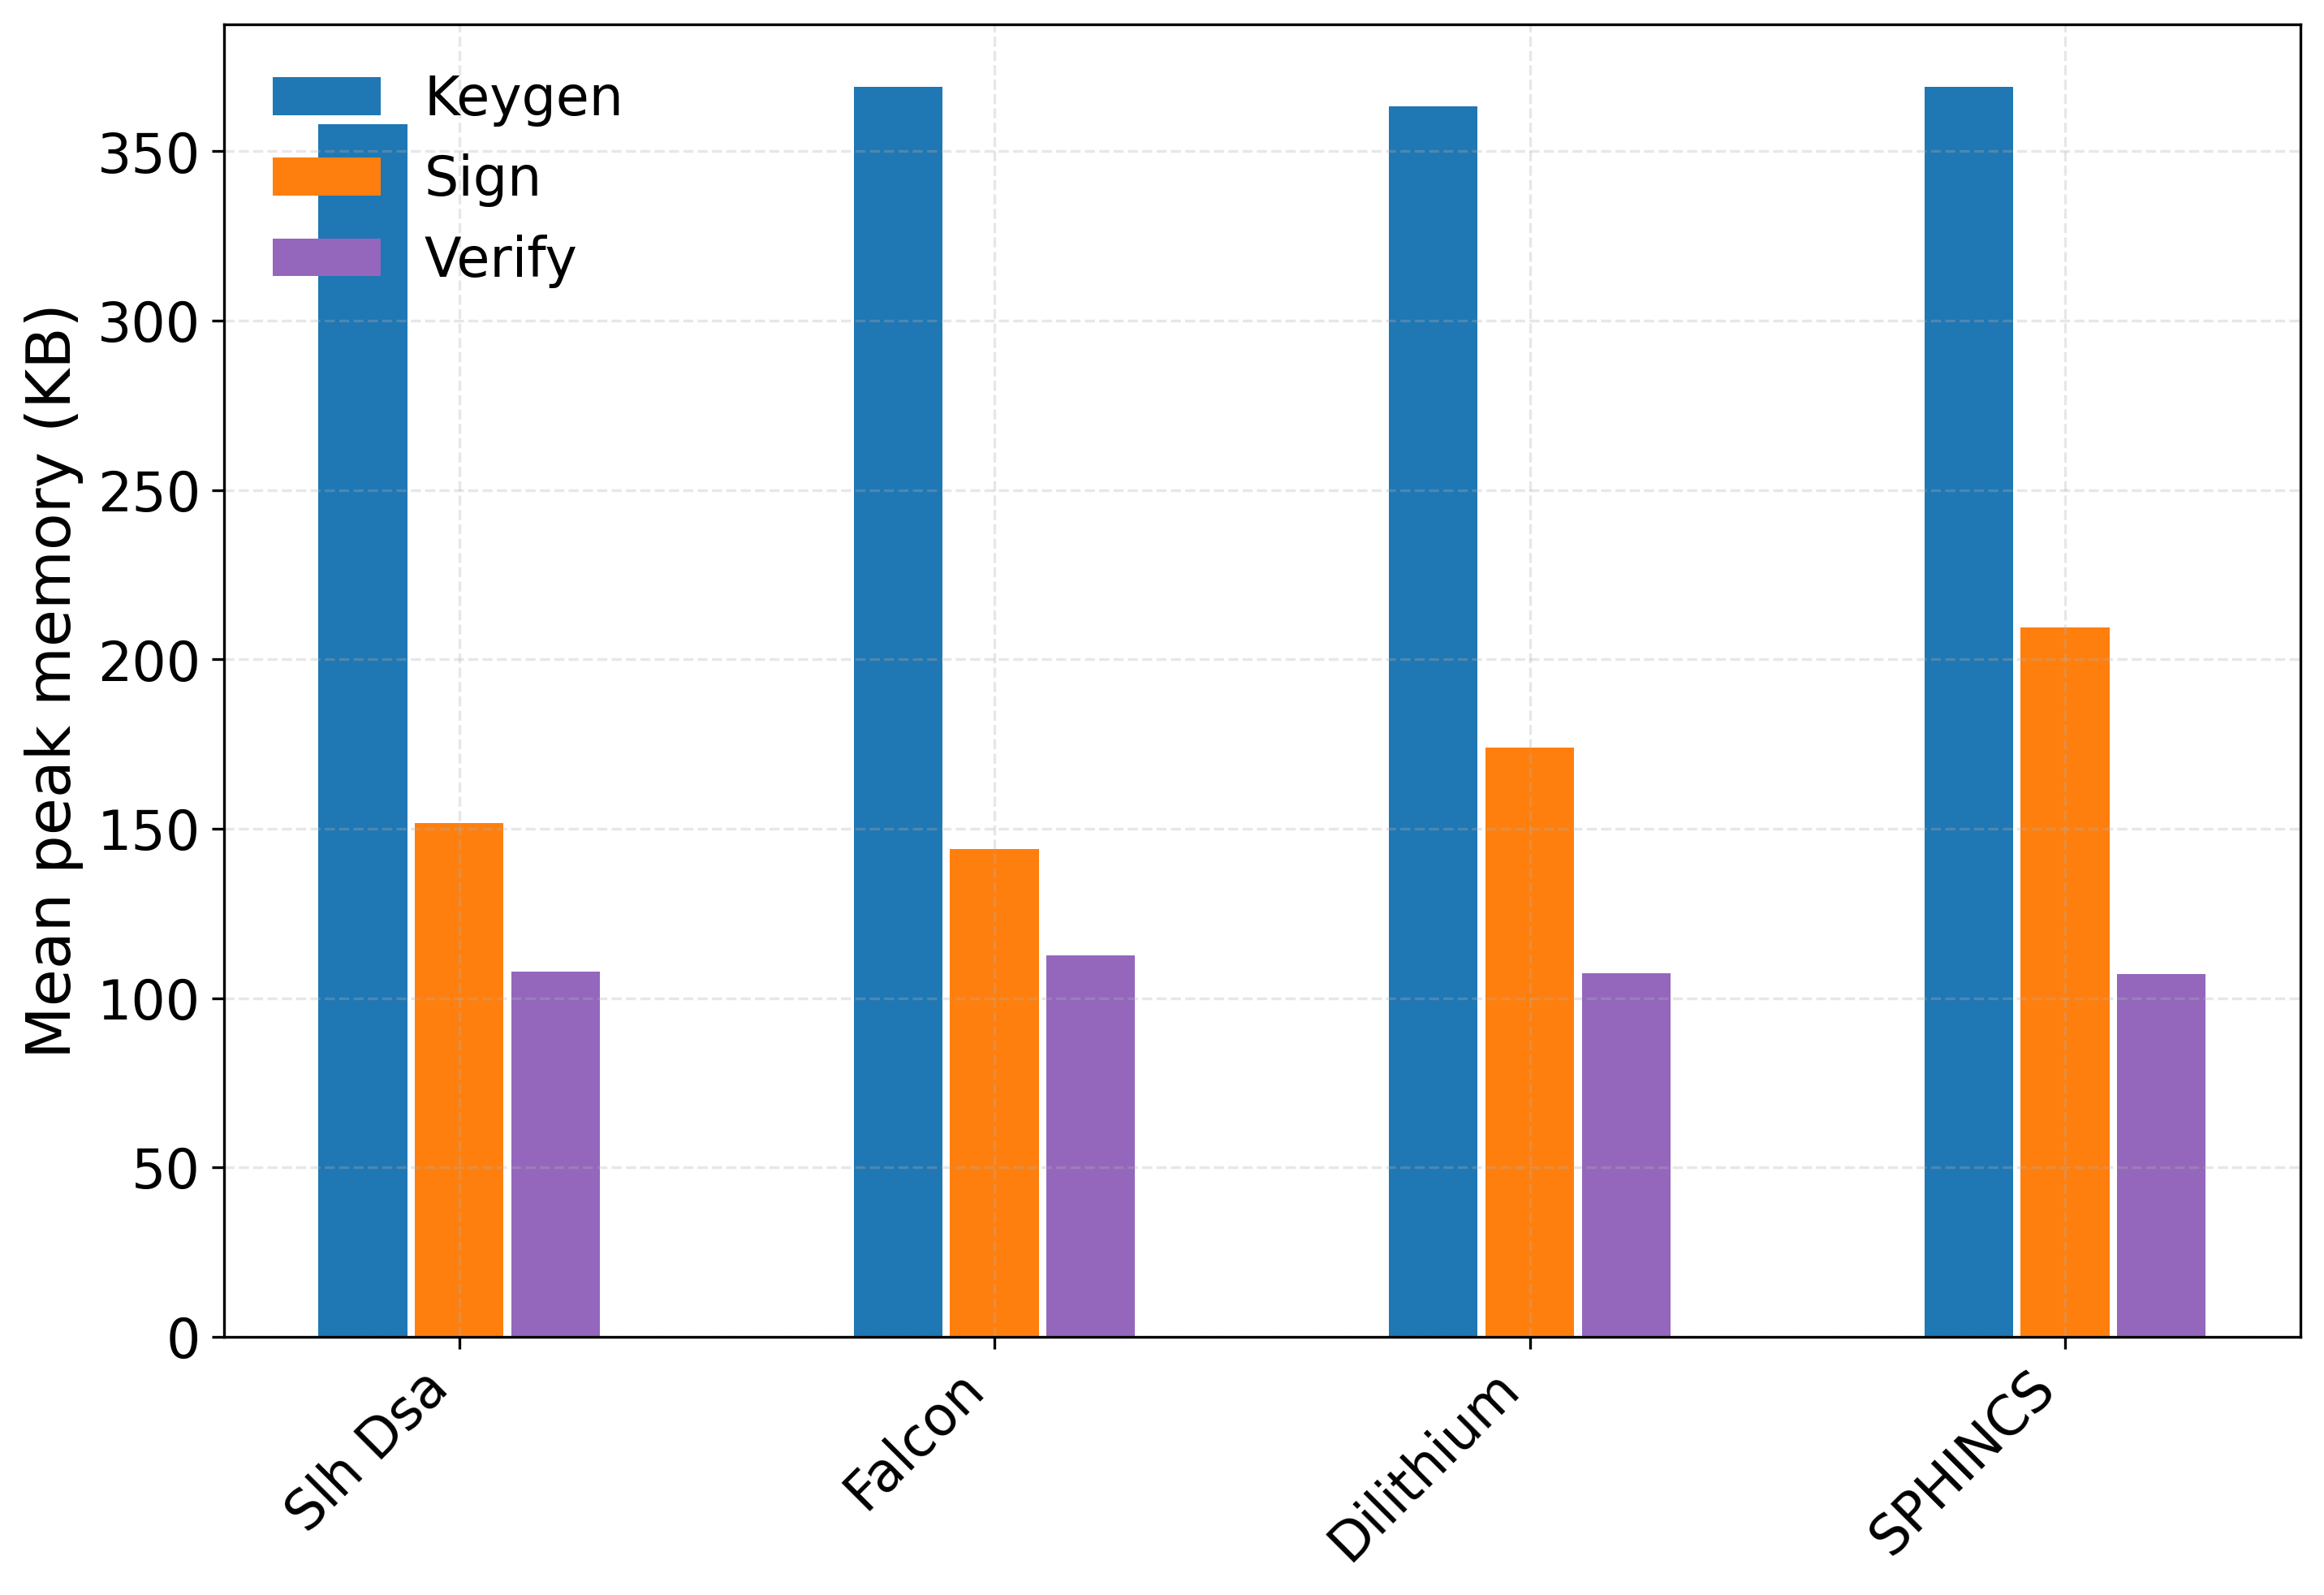 Keygen
Sign
Verify
Mean peak memory (KB)
350
300
250
200
150
100
50
0
Slh Dsa
Falcon
Dilithium
SPHINCS